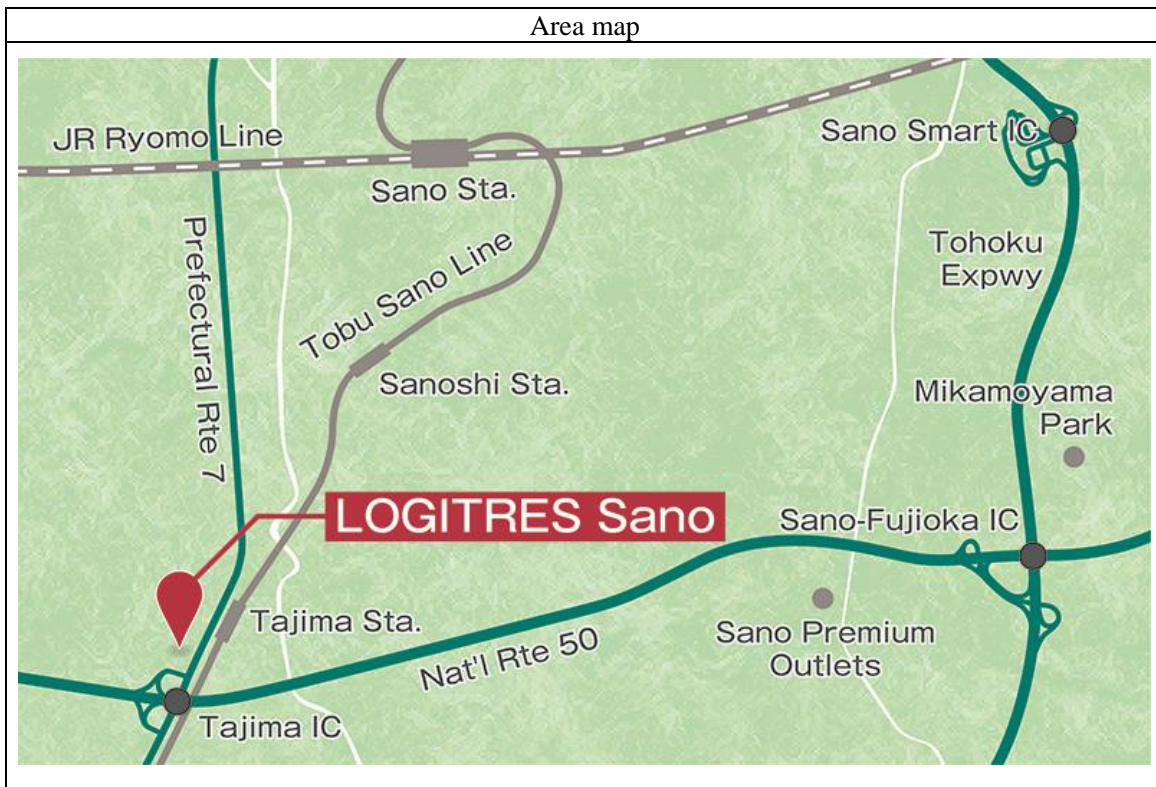 Area map
JR Ryomo Line
Sano Sta.
Sano Smart IC
Prefectural Rte 7
Tobu Sano Line
Tohoku
Expwy
Sanoshi Sta.
Mikamoyama
Park
LOGITRES Sano
Sano-Fujioka IC
Tajima Sta.
Nat'l Rte 50
Sano Premium
Outlets
Tajima IC